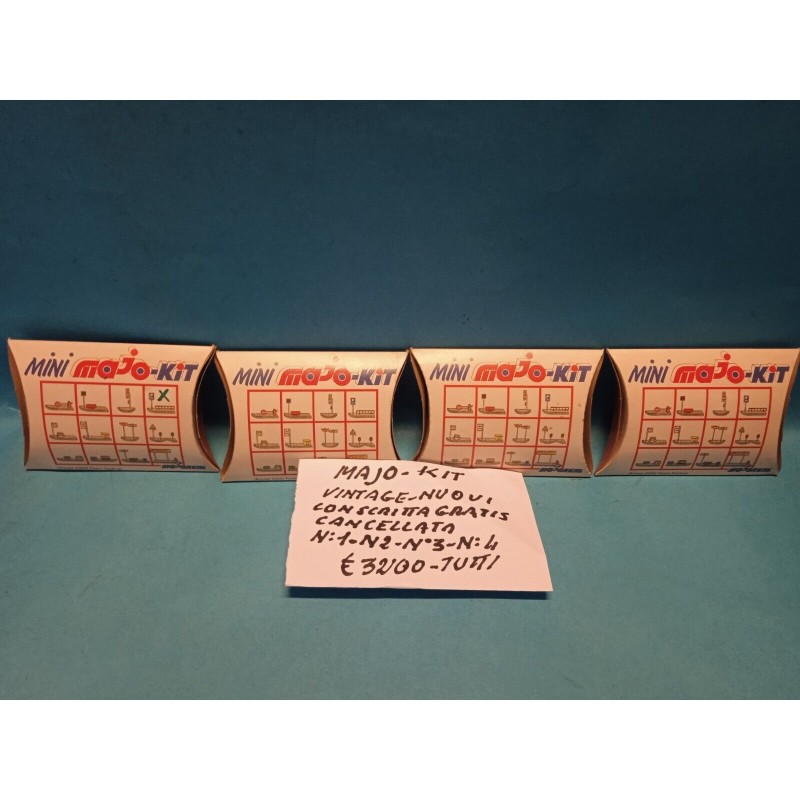 MINI MAJO-KIT
MINI MAJO-KIT
MINI MAJO-KIT
MINI MAJO-KIT
X
MAJO-KIT
VINTAGE-NUOVI
CON SCRITTA GRATIS
CANCELLATA
N:1-N2-N°3-N:4
€ 32,00-TUTTI